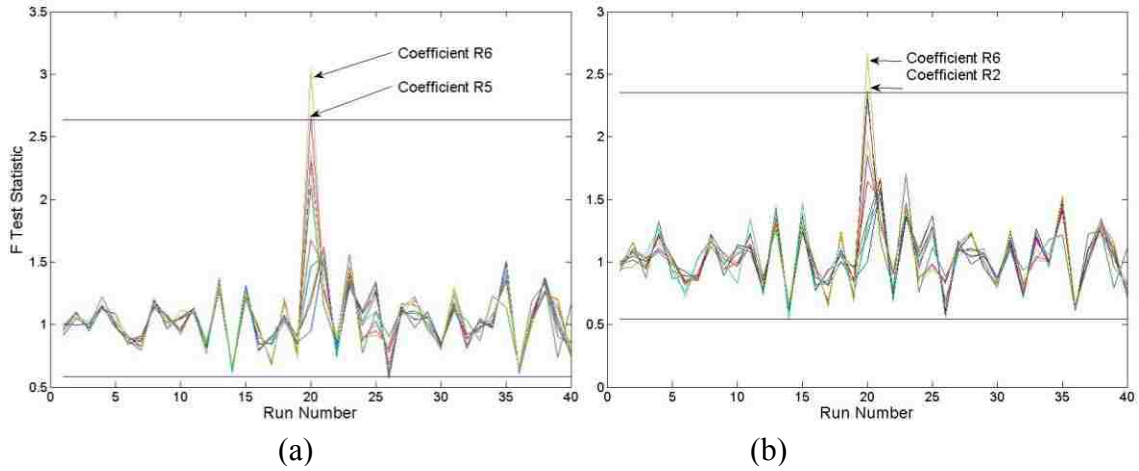 3.5
3
2.5
2
1.5
1
0.5
0 5 10 15 20 25 30 35 40
F Test Statistic
Run Number
Coefficient R6
Coefficient R5
(a)
3
2.5
2
1.5
1
0.5
0
0 5 10 15 20 25 30 35 40
Run Number
Coefficient R6
Coefficient R2
(b)